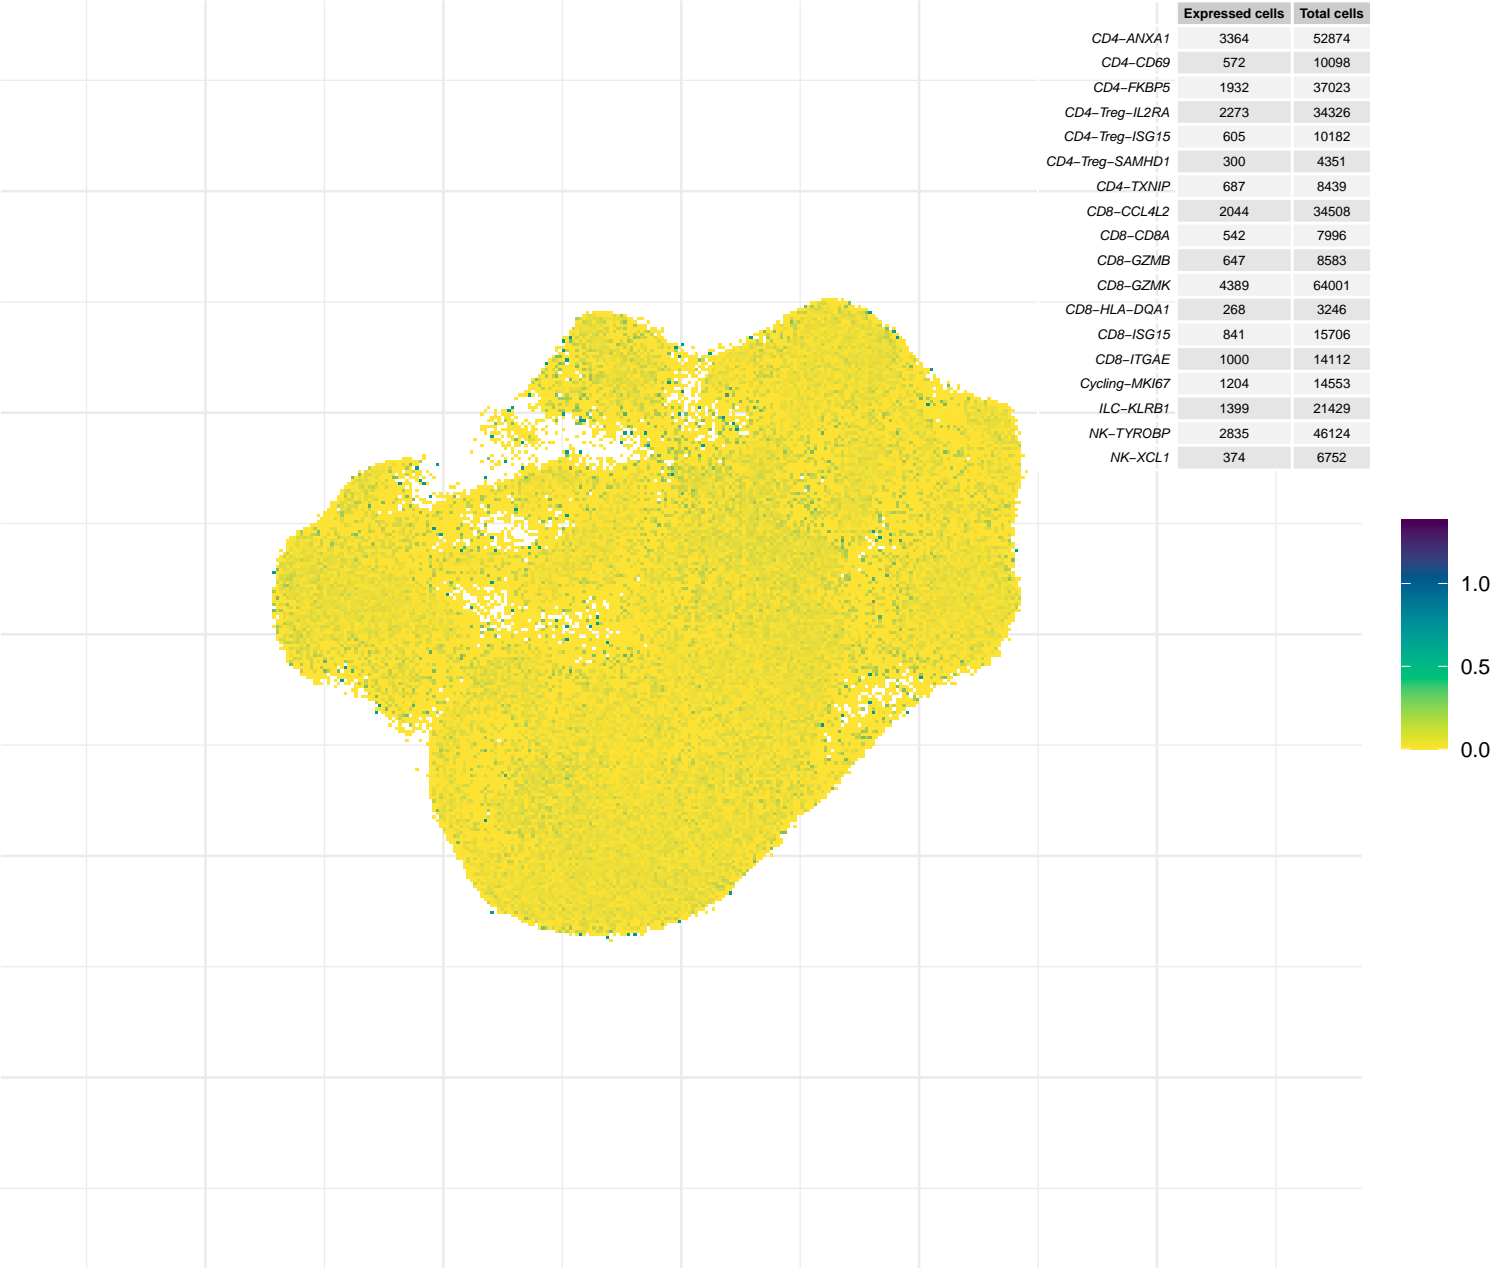 Expressed cells Total cells
CD4−ANXA1 3364 52874
CD4−CD69 572 10098
CD4−FKBP5 1932 37023
CD4−Treg−IL2RA 2273 34326
CD4−Treg−ISG15 605 10182
CD4−Treg−SAMHD1 300 4351
CD4−TXNIP 687 8439
CD8−CCL4L2 2044 34508
CD8−CD8A 542 7996
CD8−GZMB 647 8583
CD8−GZMK 4389 64001
CD8−HLA−DQA1 268 3246
CD8−ISG15 841 15706
CD8−ITGAE 1000 14112
Cycling−MKI67 1204 14553
ILC−KLRB1 1399 21429
NK−TYROBP 2835 46124
NK−XCL1 374 6752
1.0
0.5
0.0